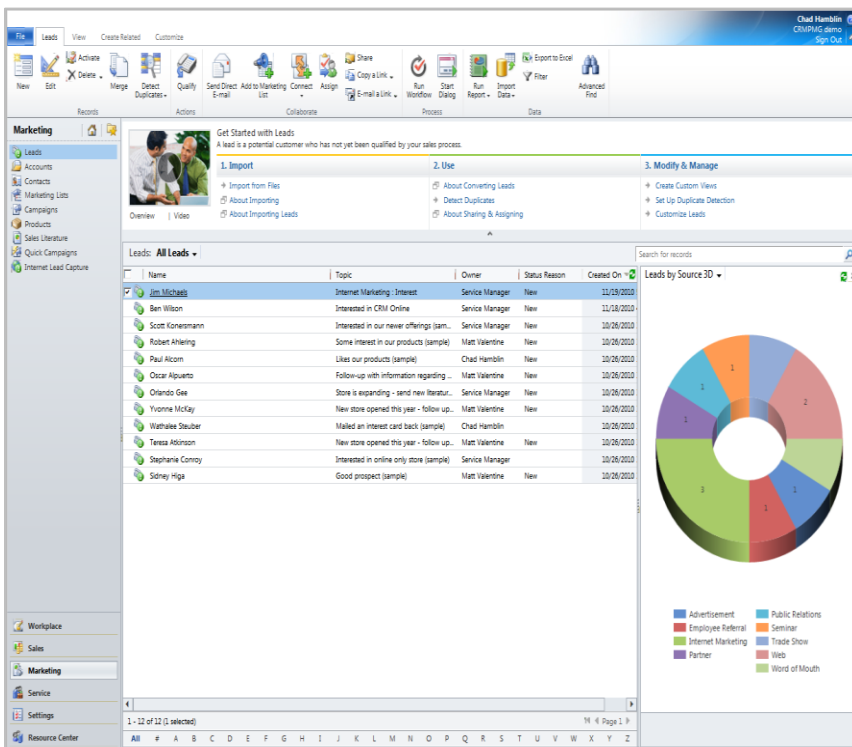 Chad Hamblin
CRMPMG demo
Sign Out
File Leads View Create Related Customize
New Edit Activate Delete Merge Detect Duplicates Qualify Send Direct E-mail Add to Marketing List Connect Assign Share Copy a Link E-mail a Link Run Workflow Start Dialog Run Report Import Data Export to Excel Filter Advanced Find
Records Actions Collaborate Process Data
Marketing
Leads
Accounts
Contacts
Marketing Lists
Campaigns
Products
Sales Literature
Quick Campaigns
Internet Lead Capture
Workplace
Sales
Marketing
Service
Settings
Resource Center
Get Started with Leads
A lead is a potential customer who has not yet been qualified by your sales process.
Overview | Video
1. Import
Import from Files
About Importing
About Importing Leads
2. Use
About Converting Leads
Detect Duplicates
About Sharing & Assigning
3. Modify & Manage
Create Custom Views
Set Up Duplicate Detection
Customize Leads
Leads: All Leads
Search for records
Name Topic Owner Status Reason Created On
Jim Michaels Internet Marketing : Interest Service Manager New 11/19/2010
Ben Wilson Interested in CRM Online Service Manager New 11/18/2010
Scott Konersmann Interested in our newer offerings (sam... Service Manager New 10/26/2010
Robert Ahlering Some interest in our products (sample) Matt Valentine New 10/26/2010
Paul Alcorn Likes our products (sample) Chad Hamblin New 10/26/2010
Oscar Alpuerto Follow-up with information regarding ... Matt Valentine New 10/26/2010
Orlando Gee Store is expanding - send new literatur... Service Manager New 10/26/2010
Yvonne McKay New store opened this year - follow up... Matt Valentine New 10/26/2010
Wathalee Steuber Mailed an interest card back (sample) Chad Hamblin 10/26/2010
Teresa Atkinson New store opened this year - follow up... Matt Valentine New 10/26/2010
Stephanie Conroy Interested in online only store (sample) Service Manager 10/26/2010
Sidney Higa Good prospect (sample) Matt Valentine New 10/26/2010
1 - 12 of 12 (1 selected) Page 1
All # A B C D E F G H I J K L M N O P Q R S T U V W X Y Z
Leads by Source 3D
1
1
2
1
3
1
1
Advertisement Public Relations
Employee Referral Seminar
Internet Marketing Trade Show
Partner Web
Word of Mouth